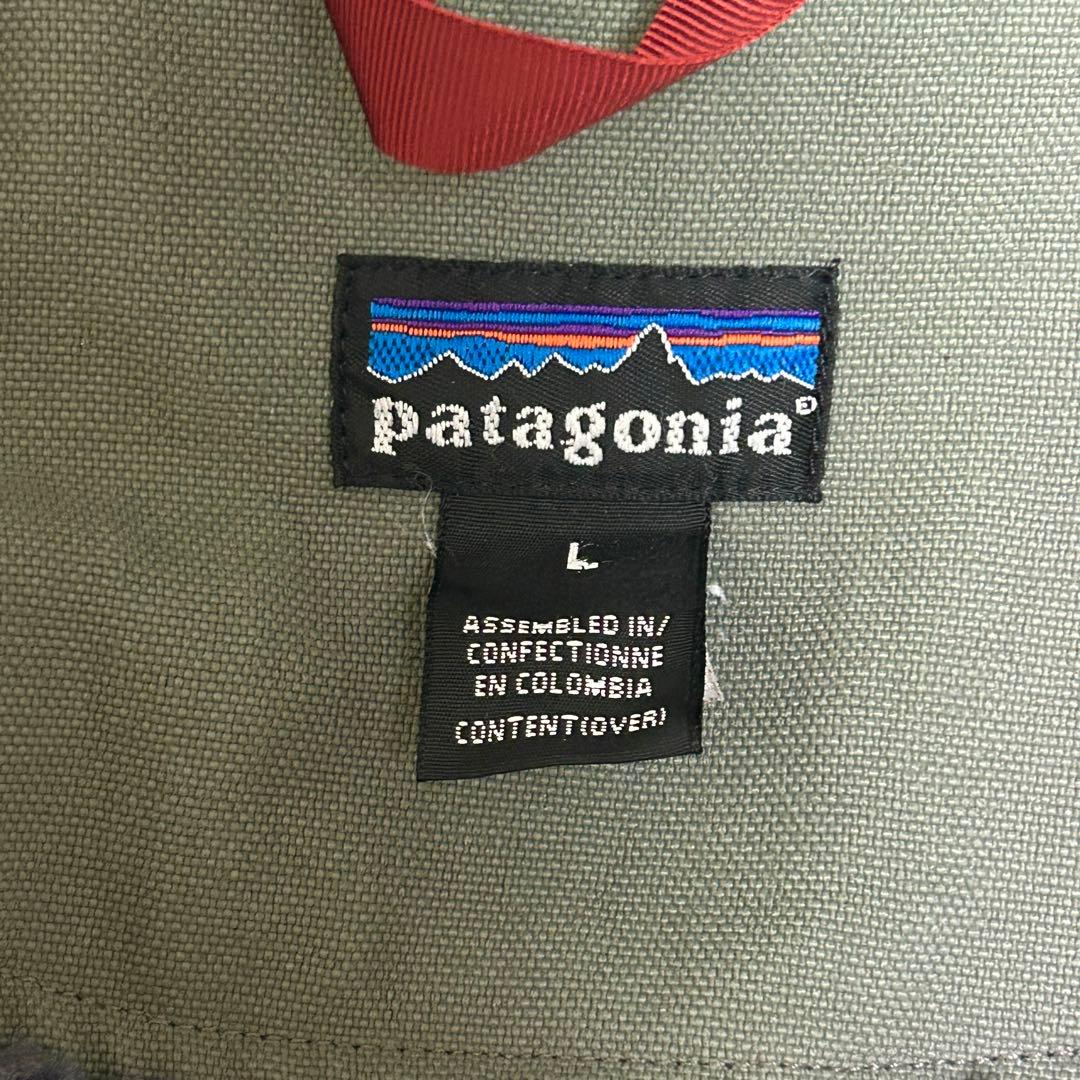 patagonia®
L
ASSEMBLED IN/
CONFECTIONNE
EN COLOMBIA
CONTENT(OVER)